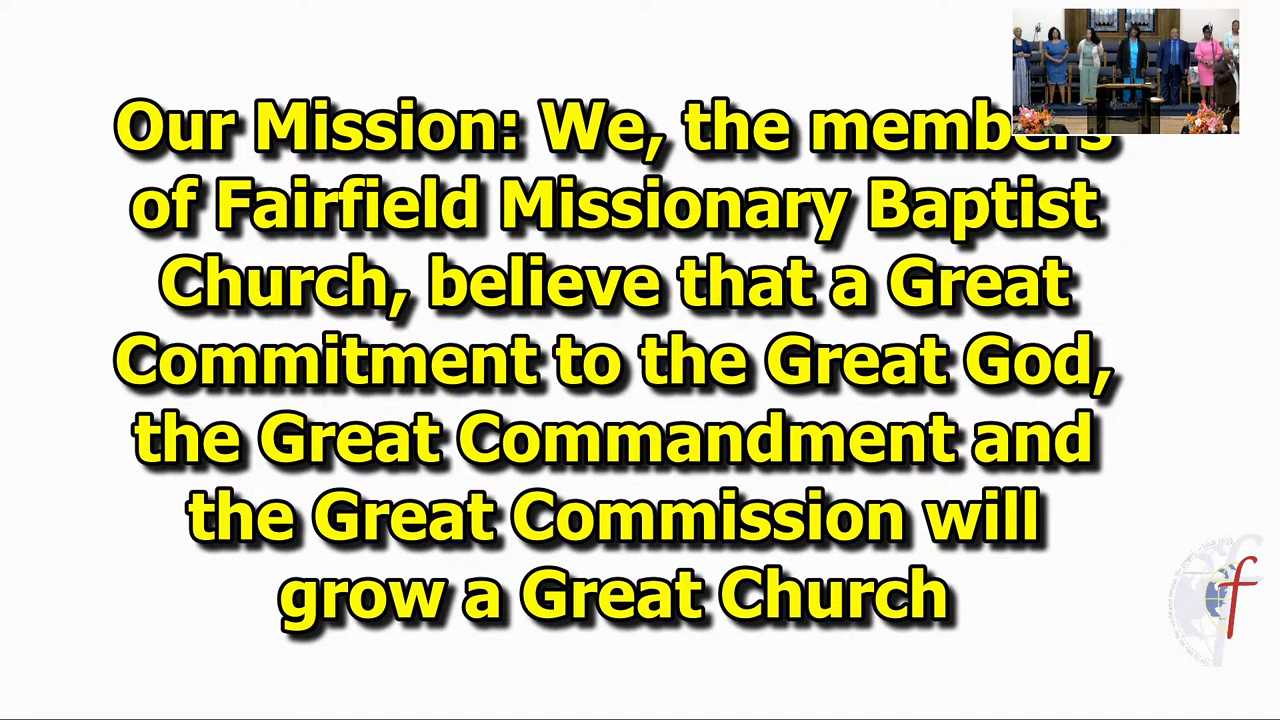 Our Mission: We, the members
of Fairfield Missionary Baptist
Church, believe that a Great
Commitment to the Great God,
the Great Commandment and
the Great Commission will
grow a Great Church